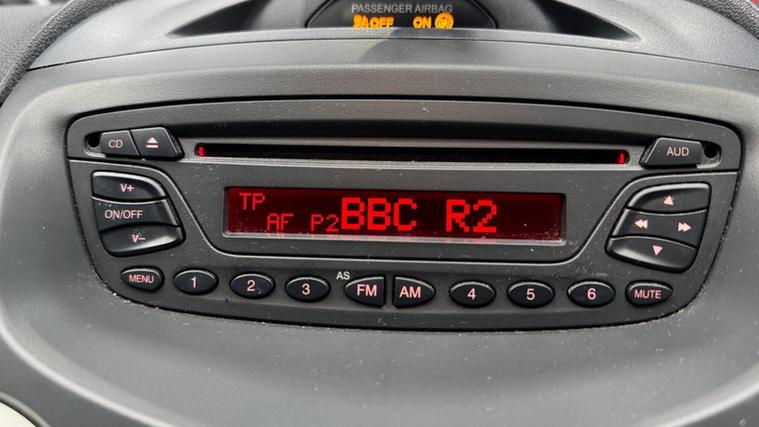 PASSENGER AIRBAG
OFF ON
CD AUD
V+
ON/OFF
V–
TP
AF P2 BBC R2
MENU 1 2 3 AS FM AM 4 5 6 MUTE